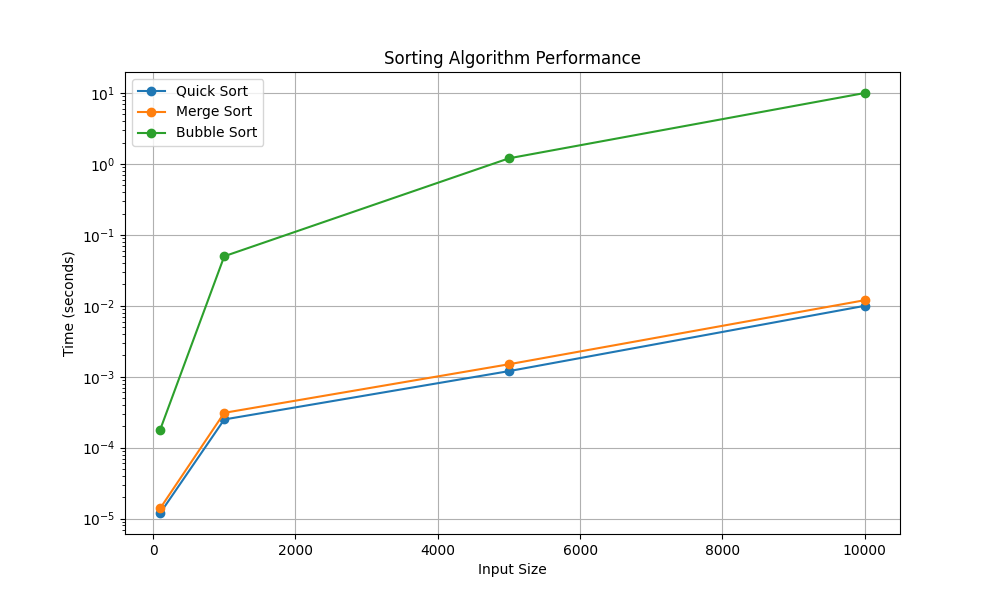 Sorting Algorithm Performance
Quick Sort
Merge Sort
Bubble Sort
Time (seconds)
10¹
10⁰
10⁻¹
10⁻²
10⁻³
10⁻⁴
10⁻⁵
0 2000 4000 6000 8000 10000
Input Size